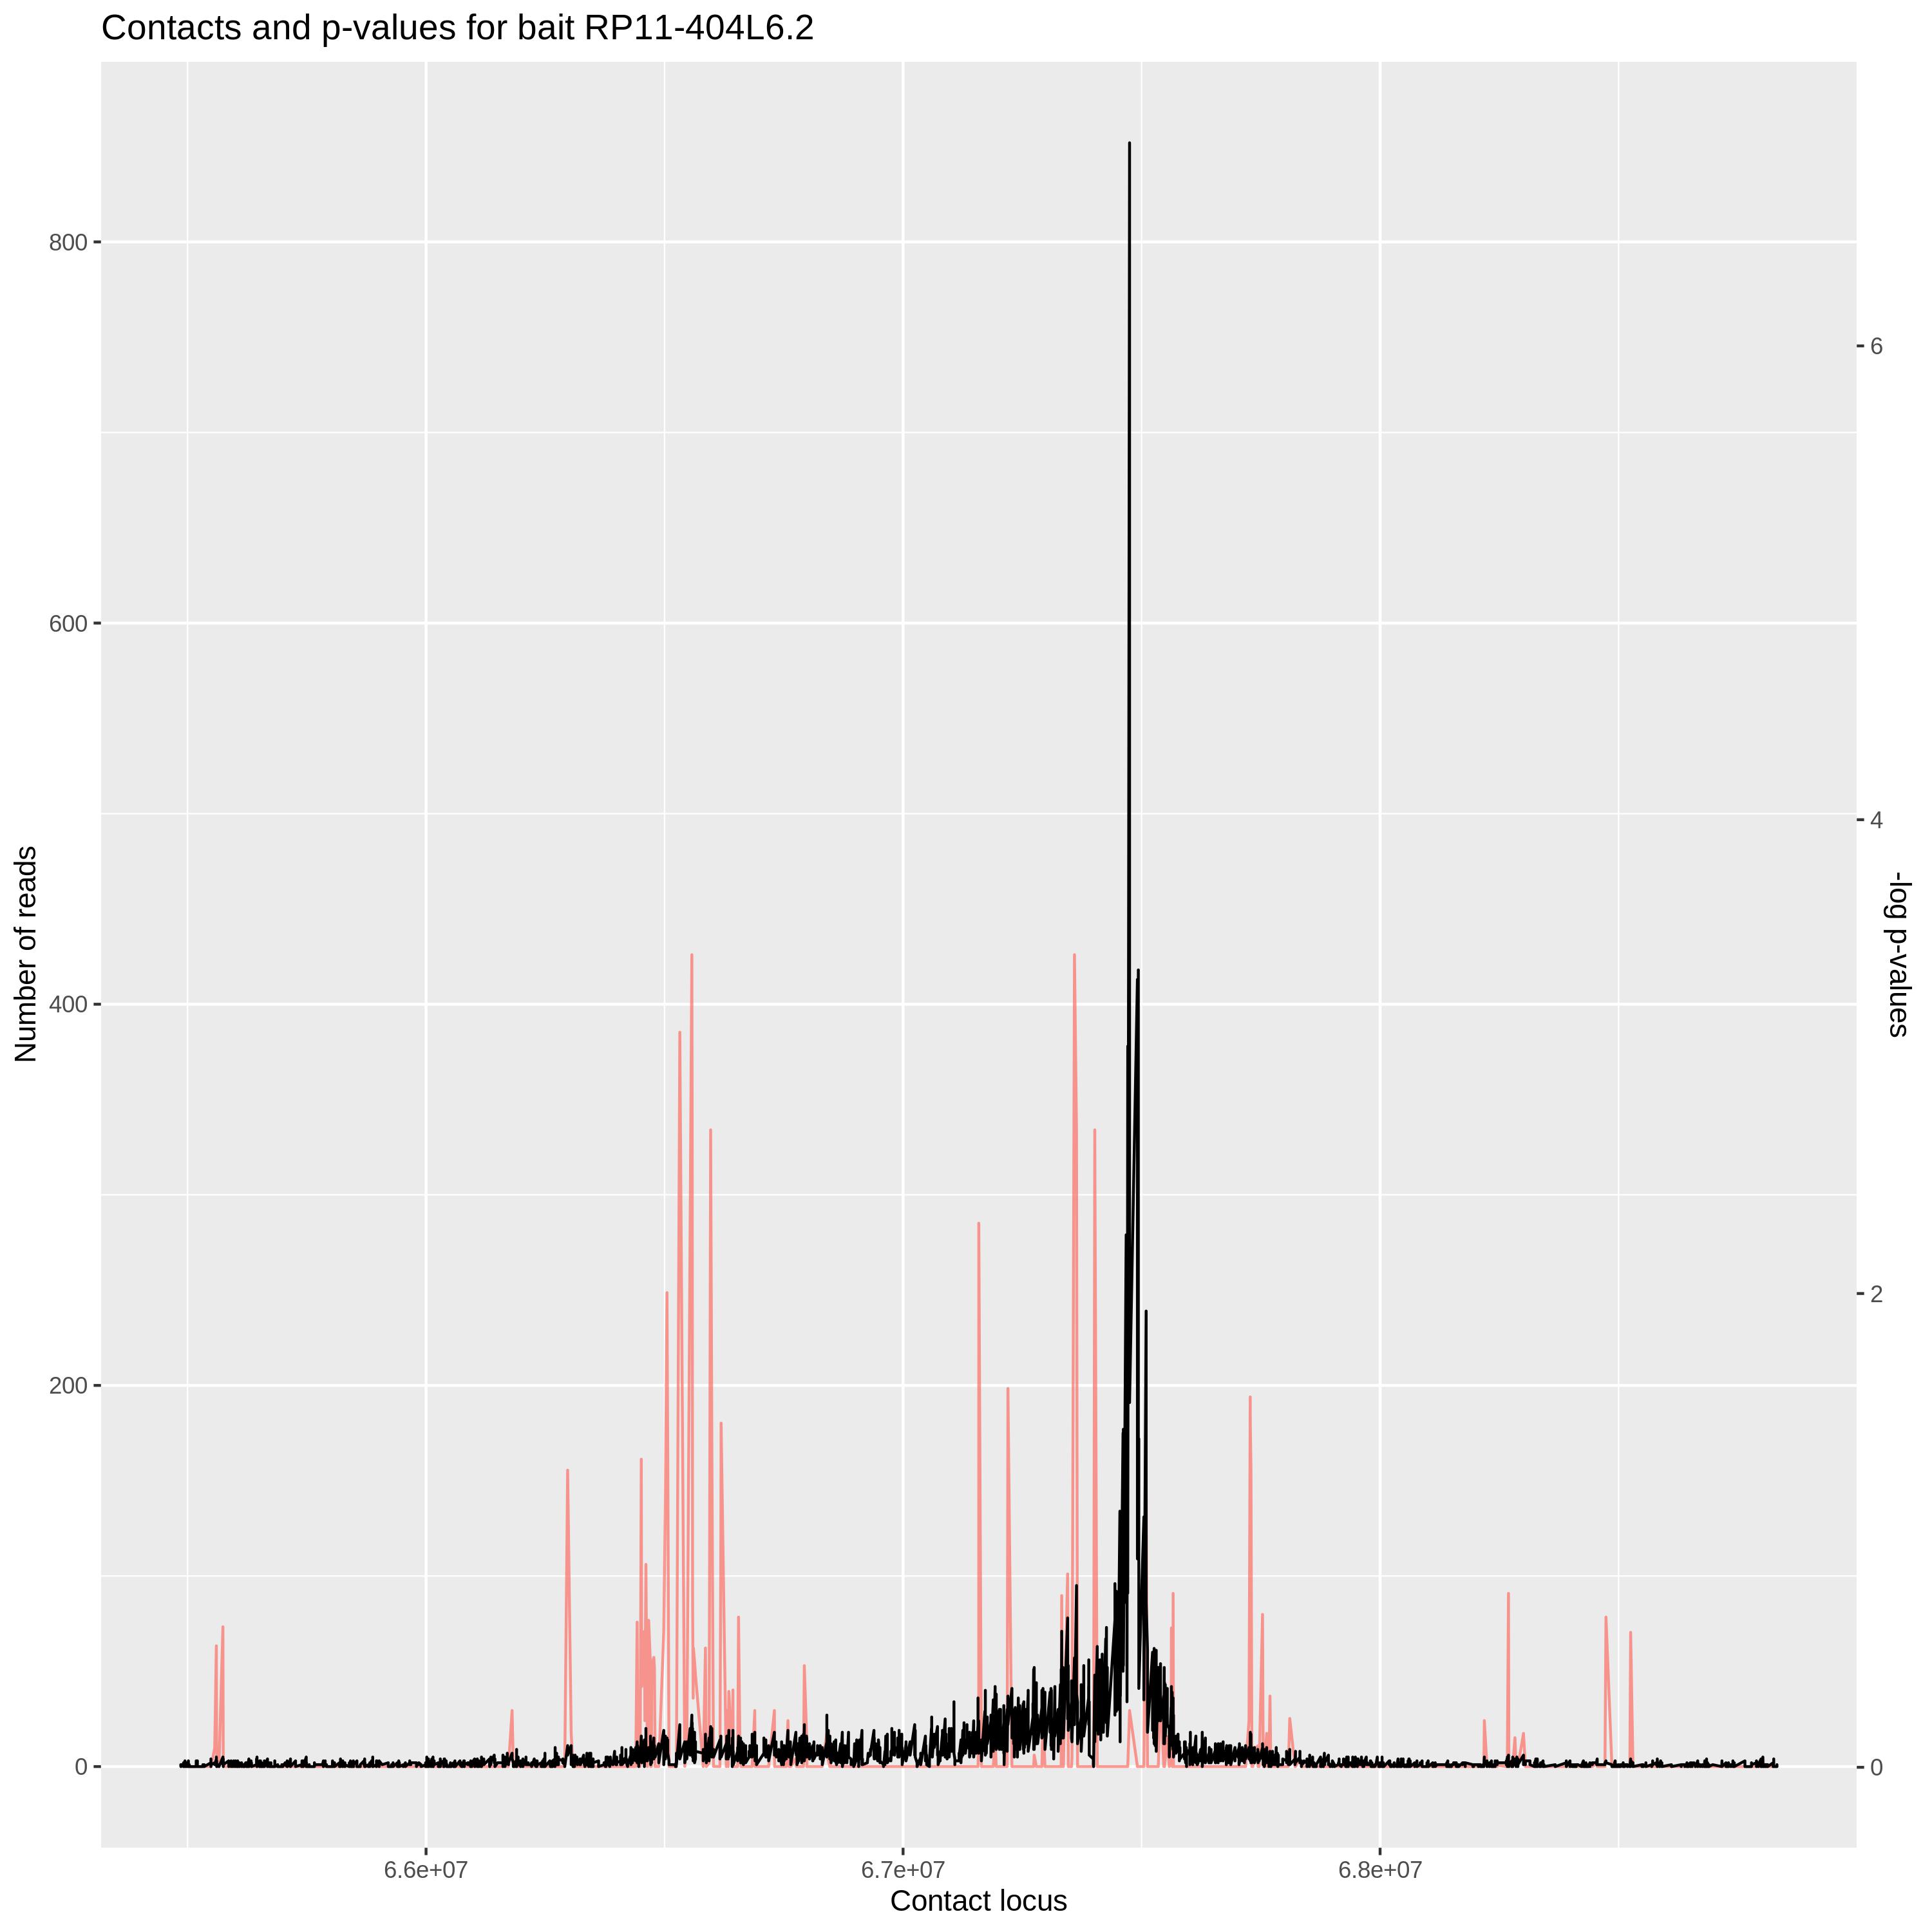 Contacts and p-values for bait RP11-404L6.2
Number of reads
800
600
400
200
0
6
4
2
0
-log p-values
6.6e+07
6.7e+07
6.8e+07
Contact locus